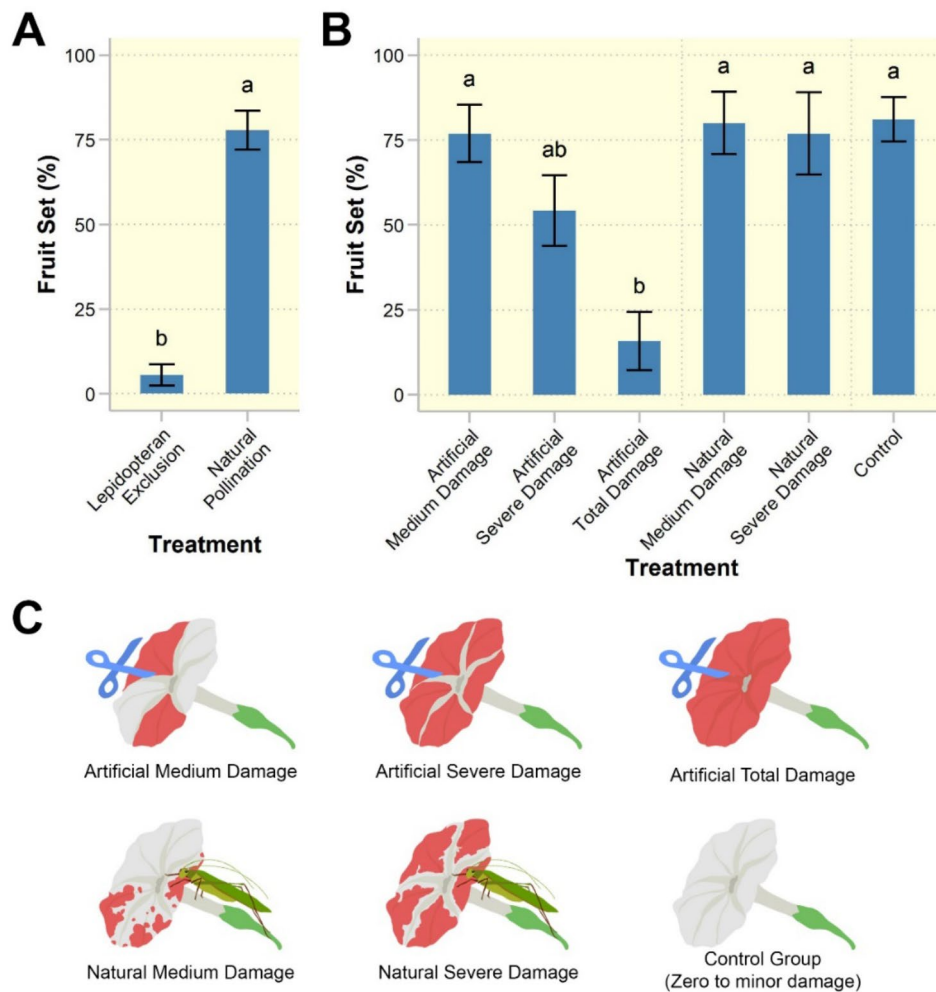 A
B
100
75
50
25
0
Fruit Set (%)
b
a
Lepidopteran
Exclusion
Natural
Pollination
Treatment
100
75
50
25
0
Fruit Set (%)
a
ab
b
a
a
a
Artificial
Medium Damage
Artificial
Severe Damage
Artificial
Total Damage
Natural
Medium Damage
Natural
Severe Damage
Control
Treatment
C
Artificial Medium Damage
Artificial Severe Damage
Artificial Total Damage
Natural Medium Damage
Natural Severe Damage
Control Group
(Zero to minor damage)